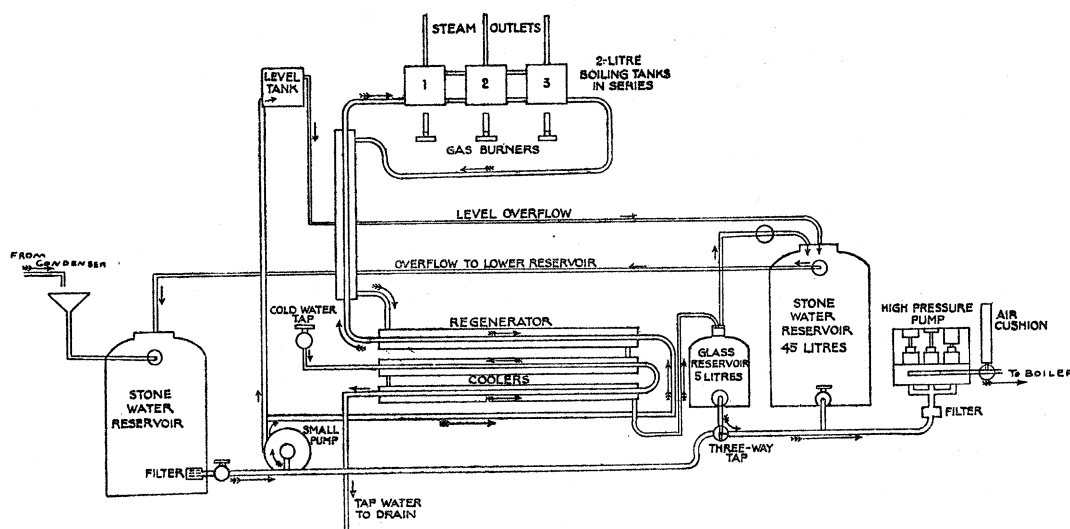 STEAM OUTLETS
LEVEL
TANK
1 2 3
2-LITRE
BOILING TANKS
IN SERIES
GAS BURNERS
LEVEL OVERFLOW
FROM
CONDENSER
OVERFLOW TO LOWER RESERVOIR
COLD WATER
TAP
REGENERATOR
COOLERS
STONE
WATER
RESERVOIR
45 LITRES
HIGH PRESSURE
PUMP
AIR
CUSHION
GLASS
RESERVOIR
5 LITRES
TO BOILER
STONE
WATER
RESERVOIR
SMALL
PUMP
FILTER
THREE-WAY
TAP
FILTER
TAP WATER
TO DRAIN